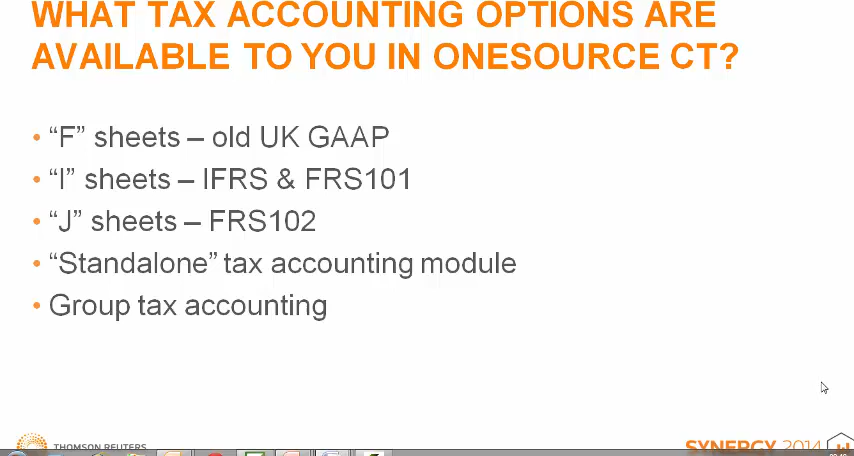 WHAT TAX ACCOUNTING OPTIONS ARE
AVAILABLE TO YOU IN ONESOURCE CT?
• “F” sheets – old UK GAAP
• “I” sheets – IFRS & FRS101
• “J” sheets – FRS102
• “Standalone” tax accounting module
• Group tax accounting
THOMSON REUTERS
SYNERGY 2014